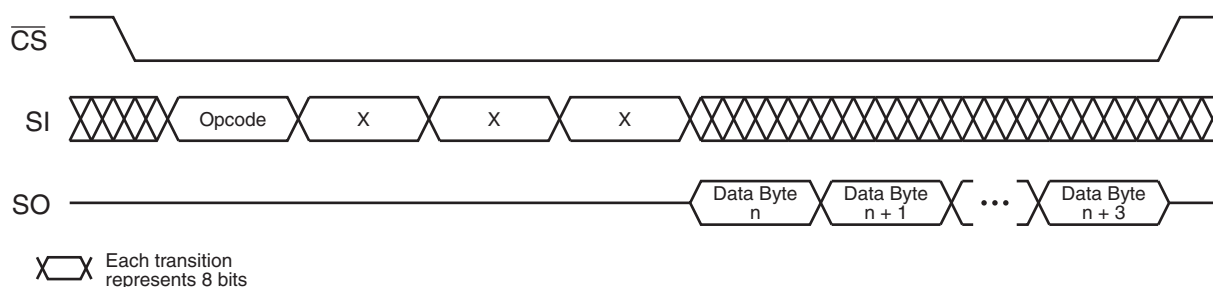 CS
SI
Opcode
X
X
X
SO
Data Byte
n
Data Byte
n + 1
•••
Data Byte
n + 3
Each transition
represents 8 bits